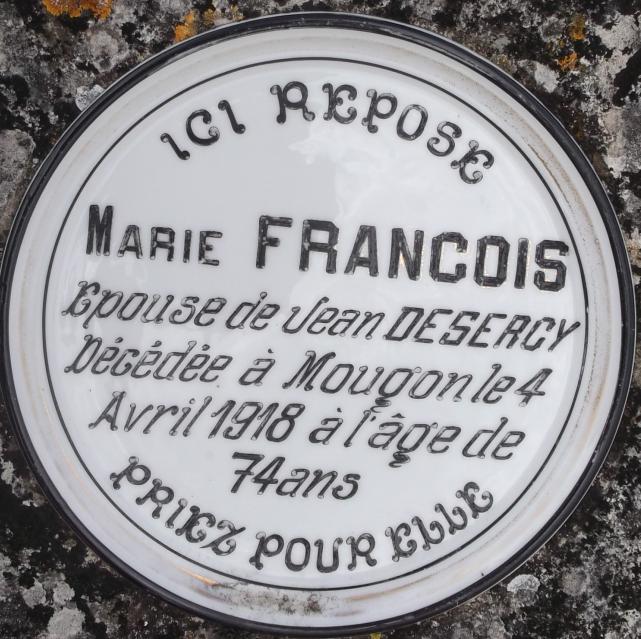 ICI REPOSE
MARIE FRANCOIS
Epouse de Jean DESERCY
Décédée à Mougon le 4
Avril 1918 à l'âge de
74 ans
PRIEZ POUR ELLE